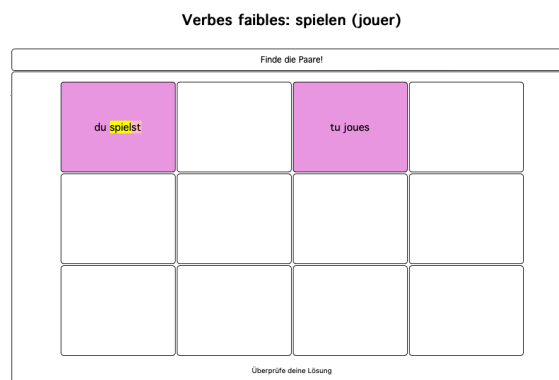 Verbes faibles: spielen (jouer)
Finde die Paare!
du spielst
tu joues
Überprüfe deine Lösung